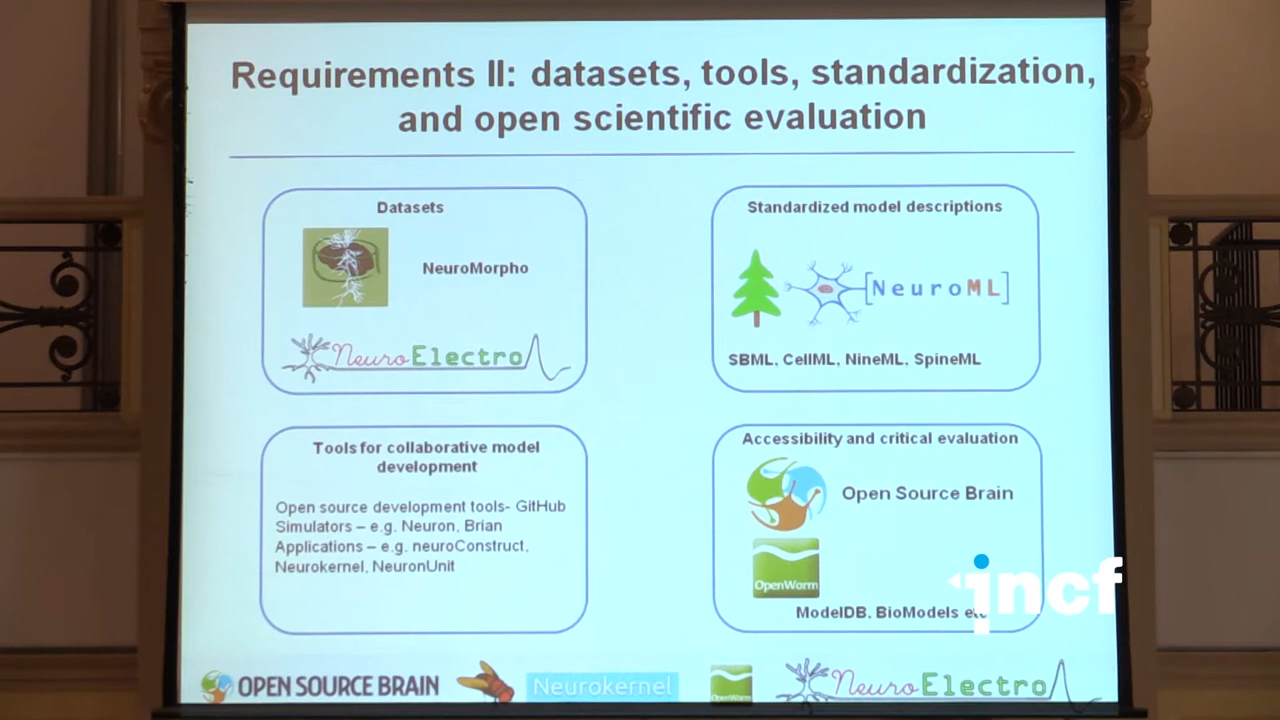 Requirements II: datasets, tools, standardization,
and open scientific evaluation
Datasets
NeuroMorpho
NeuroElectro
Standardized model descriptions
[NeuroML]
SBML, CellML, NineML, SpineML
Tools for collaborative model
development
Open source development tools- GitHub
Simulators – e.g. Neuron, Brian
Applications – e.g. neuroConstruct,
Neurokernel, NeuronUnit
Accessibility and critical evaluation
Open Source Brain
OpenWorm
ModelDB, BioModels etc
incf
OPEN SOURCE BRAIN
Neurokernel
OpenWorm
NeuroElectro